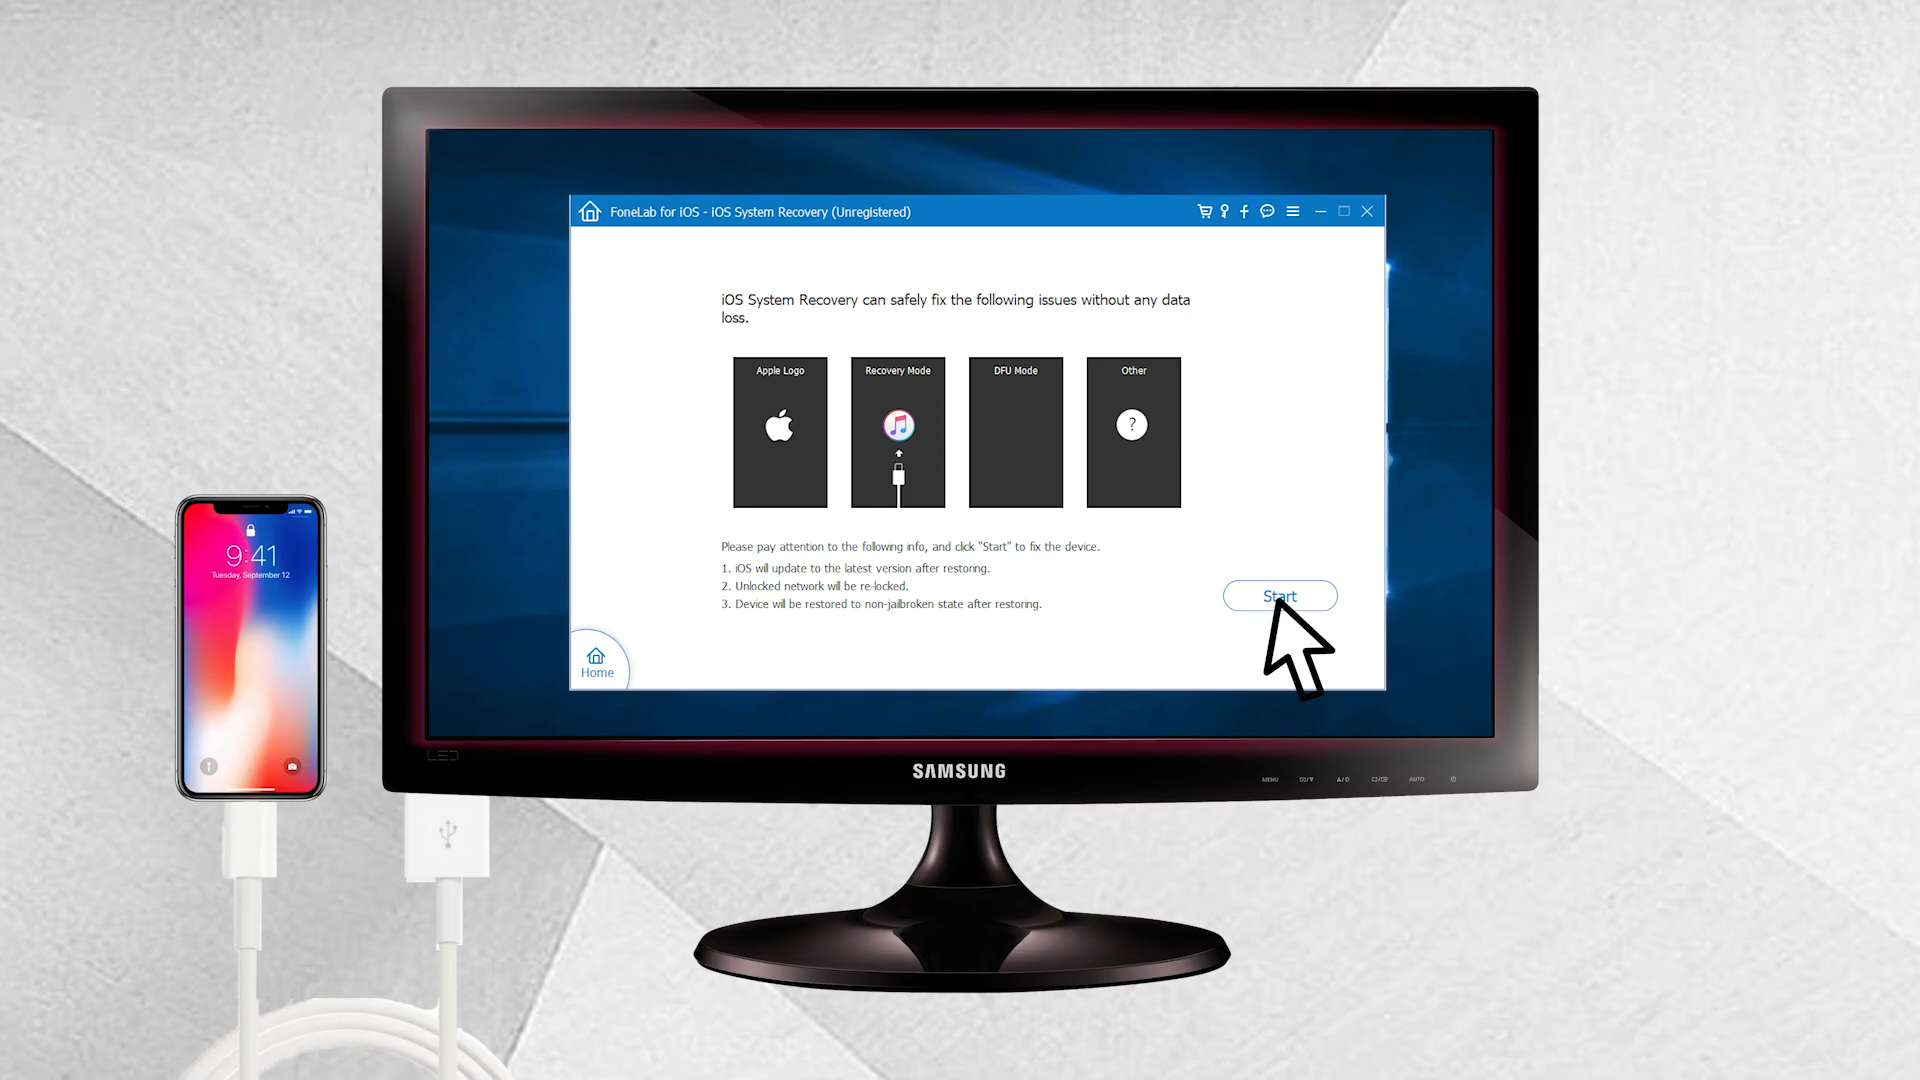 FoneLab for iOS - iOS System Recovery (Unregistered)
iOS System Recovery can safely fix the following issues without any data
loss.
Apple Logo
Recovery Mode
DFU Mode
Other
?
Please pay attention to the following info, and click "Start" to fix the device.
1. iOS will update to the latest version after restoring.
2. Unlocked network will be re-locked.
3. Device will be restored to non-jailbroken state after restoring.
Start
Home
9:41
Tuesday, September 12
LED
SAMSUNG
MENU
AUTO